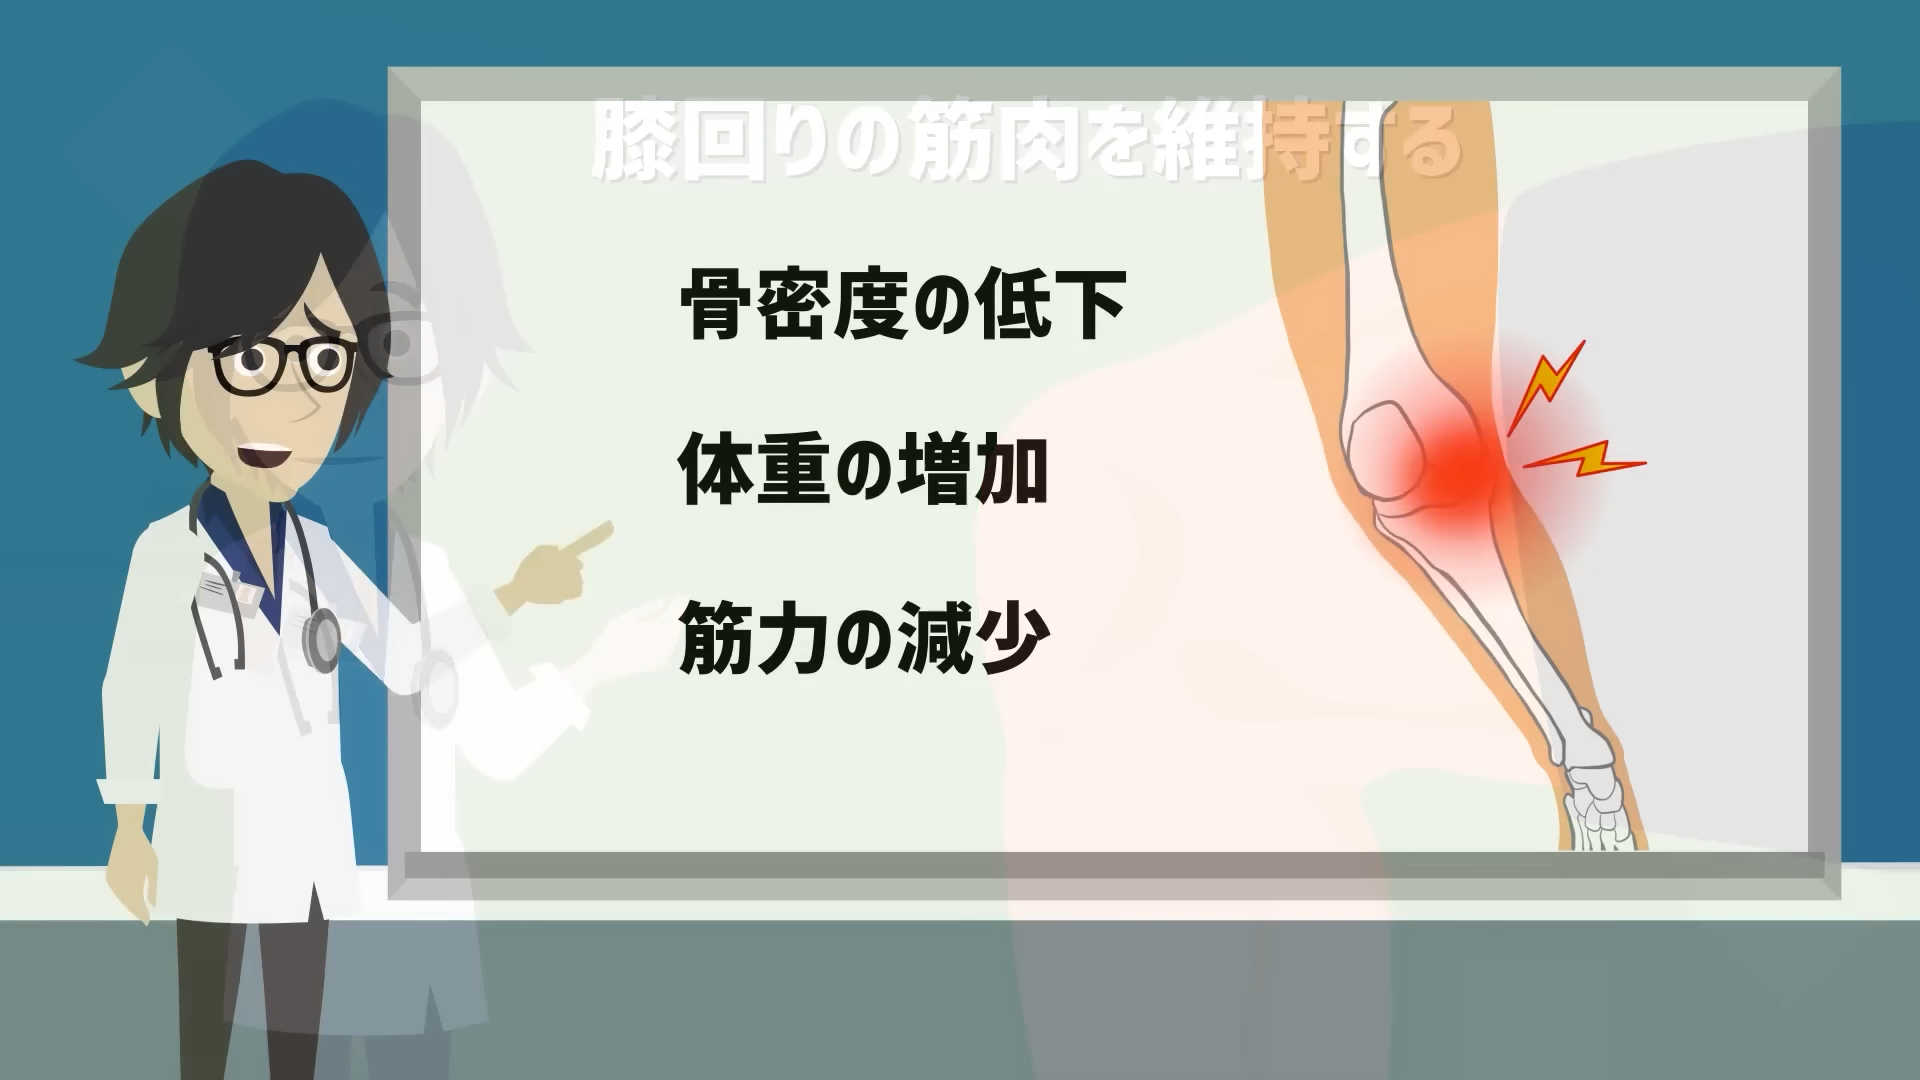 膝回りの筋肉を維持する
骨密度の低下
体重の増加
筋力の減少